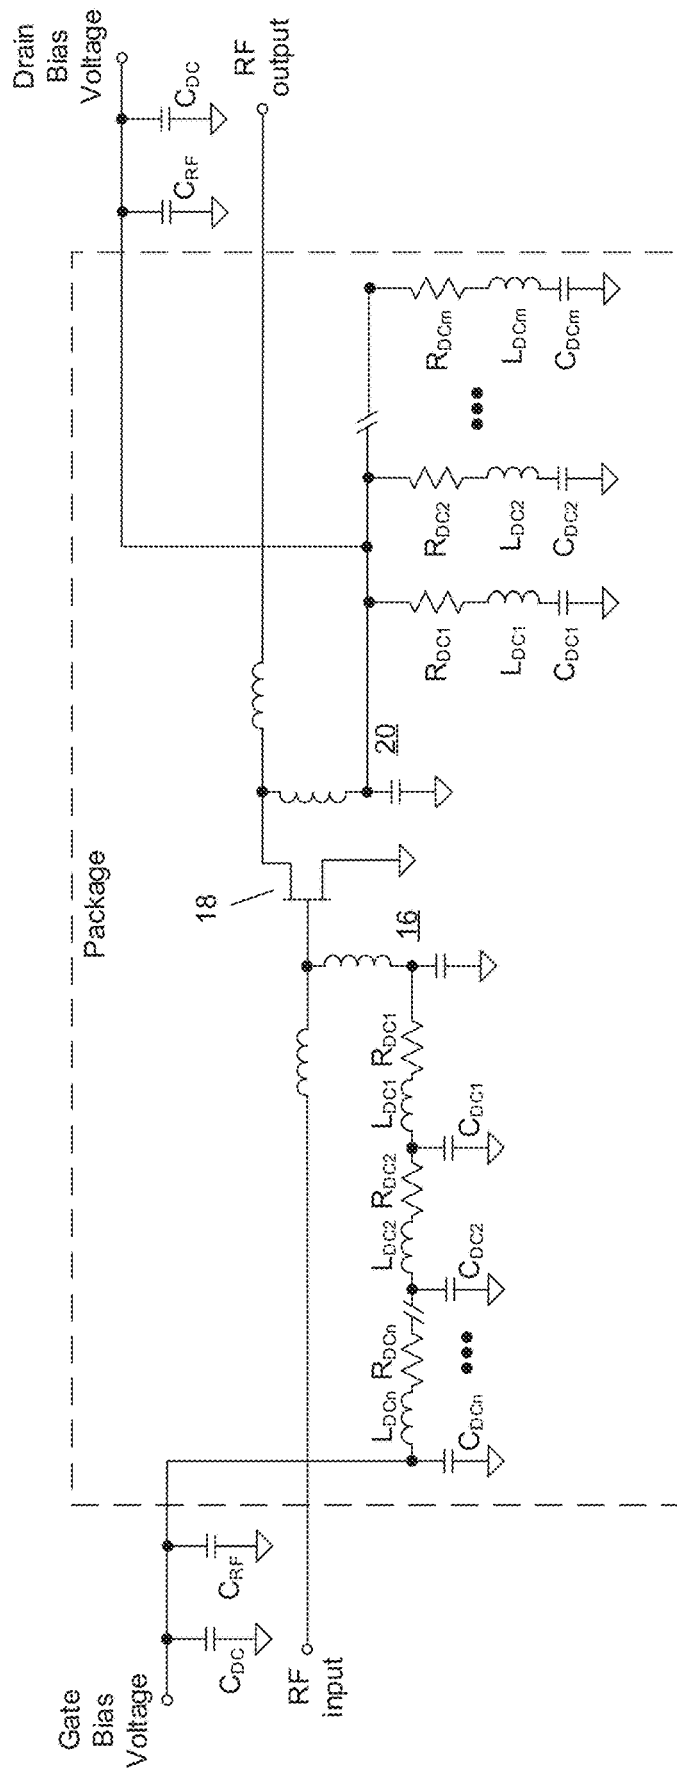 Gate
Bias
Voltage
C_DC
C_RF
RF
input
Package
L_DCn
R_DCn
C_DCn
L_DC2
R_DC2
C_DC2
L_DC1
R_DC1
C_DC1
16
18
20
R_DC1
L_DC1
C_DC1
R_DC2
L_DC2
C_DC2
R_DCm
L_DCm
C_DCm
C_RF
C_DC
Drain
Bias
Voltage
RF
output